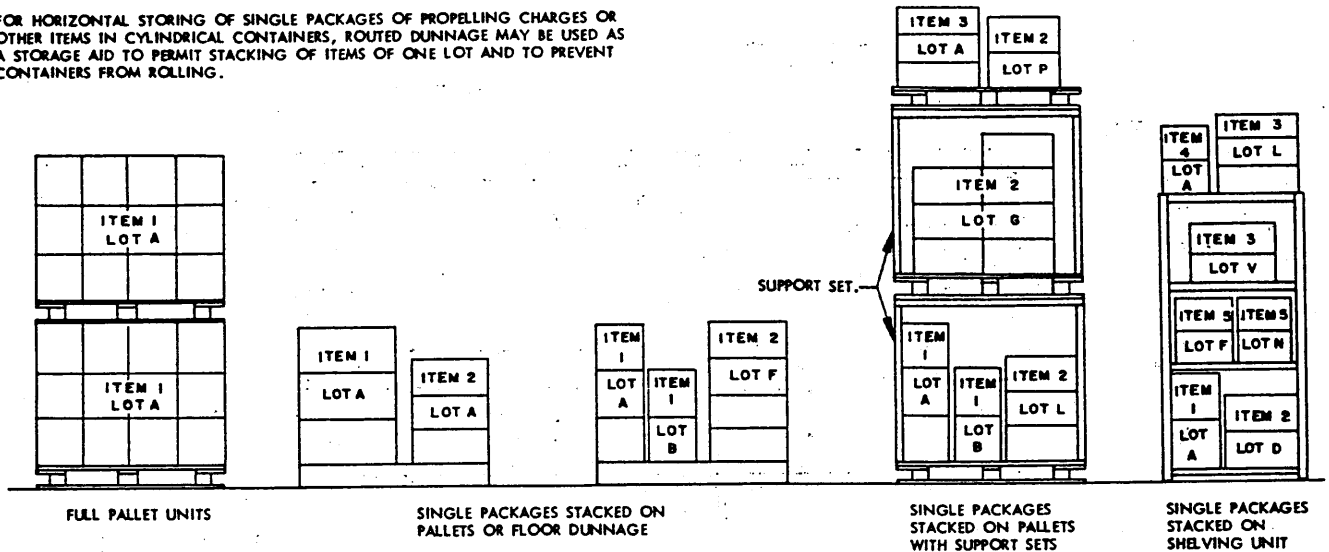 FOR HORIZONTAL STORING OF SINGLE PACKAGES OF PROPELLING CHARGES OR
OTHER ITEMS IN CYLINDRICAL CONTAINERS, ROUTED DUNNAGE MAY BE USED AS
A STORAGE AID TO PERMIT STACKING OF ITEMS OF ONE LOT AND TO PREVENT
CONTAINERS FROM ROLLING.
ITEM 1
LOT A
ITEM 1
LOT A
FULL PALLET UNITS
ITEM 1
LOT A
ITEM 2
LOT A
ITEM
1
LOT
A
ITEM
1
LOT
B
ITEM 2
LOT F
SINGLE PACKAGES STACKED ON
PALLETS OR FLOOR DUNNAGE
ITEM 3
LOT A
ITEM 2
LOT P
ITEM 2
LOT G
SUPPORT SET.
ITEM
1
LOT
A
ITEM
1
LOT
B
ITEM 2
LOT L
SINGLE PACKAGES
STACKED ON PALLETS
WITH SUPPORT SETS
ITEM
4
LOT
A
ITEM 3
LOT L
ITEM 3
LOT V
ITEM 5
LOT F
ITEM 5
LOT N
ITEM
1
LOT
A
ITEM 2
LOT D
SINGLE PACKAGES
STACKED ON
SHELVING UNIT